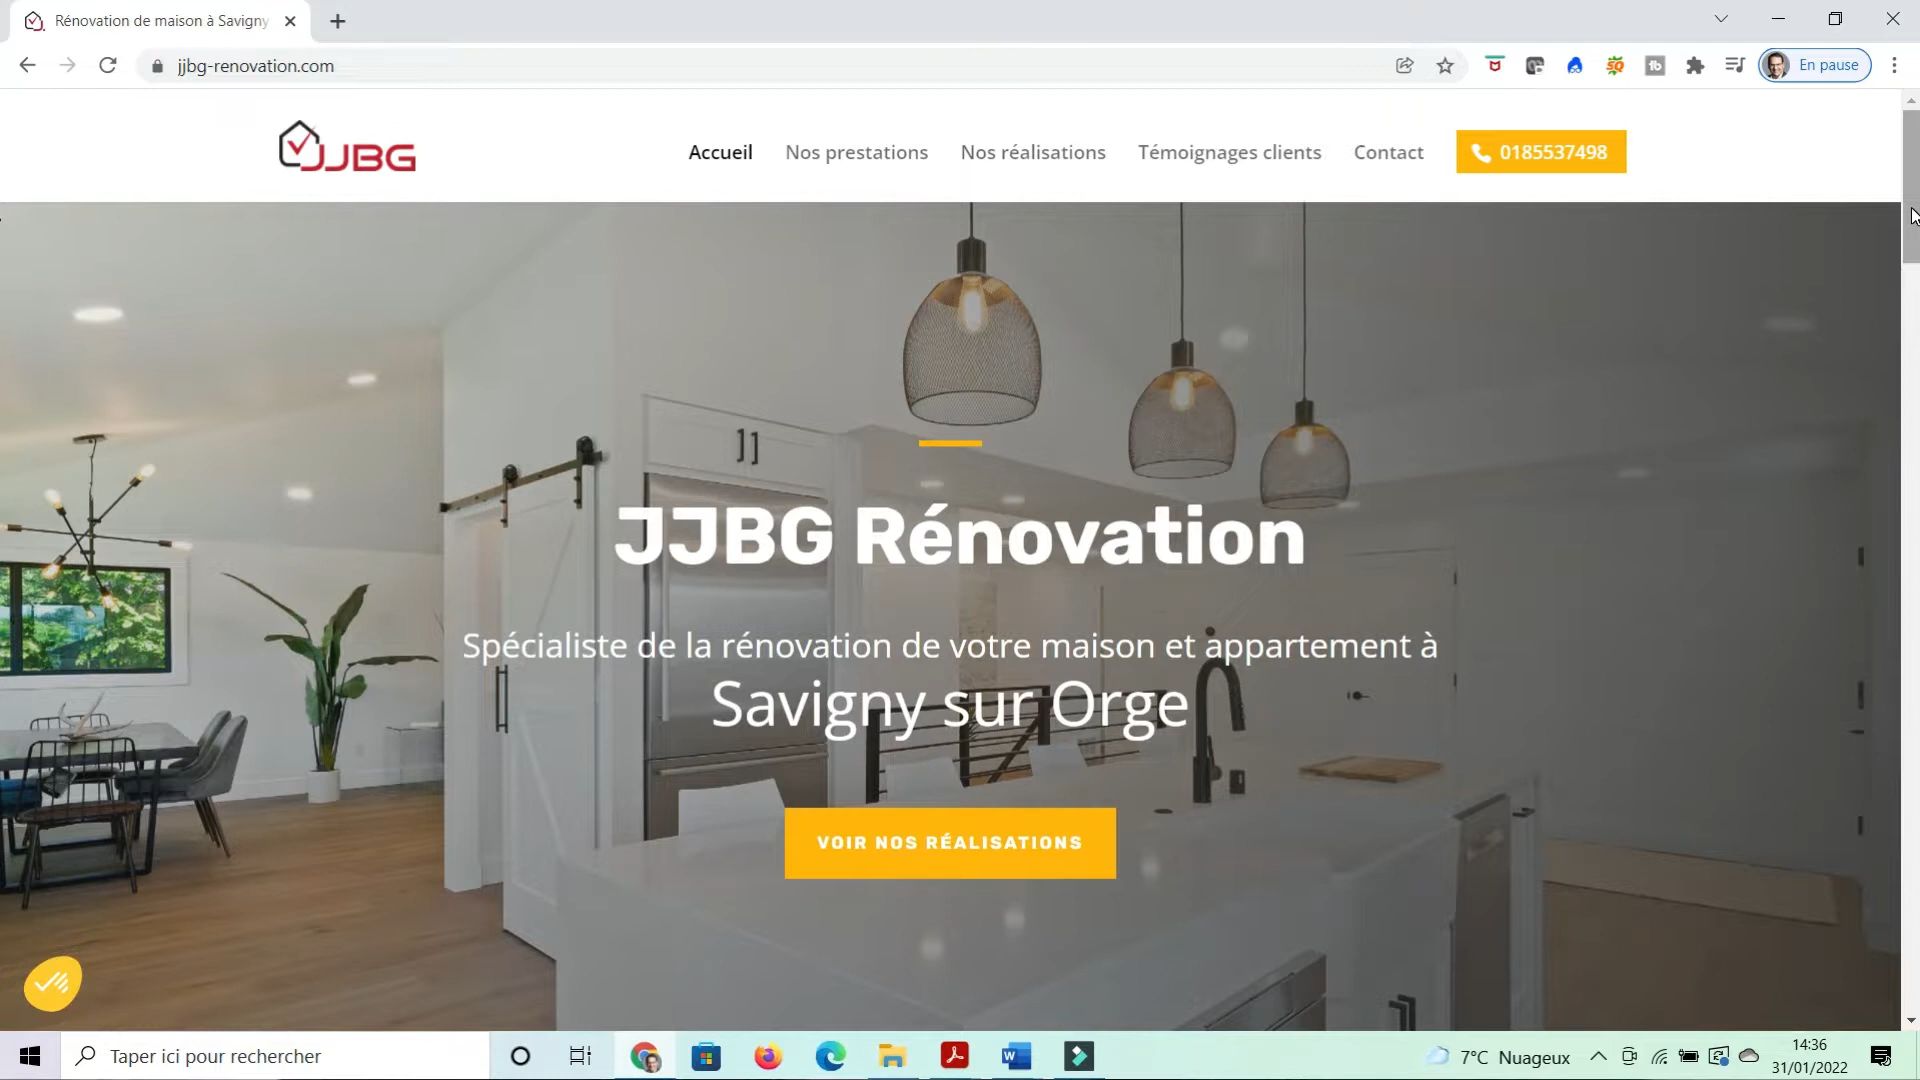 Rénovation de maison à Savigny
jjbg-renovation.com
En pause
JJBG
Accueil
Nos prestations
Nos réalisations
Témoignages clients
Contact
0185537498
JJBG Rénovation
Spécialiste de la rénovation de votre maison et appartement à
Savigny sur Orge
VOIR NOS RÉALISATIONS
Taper ici pour rechercher
7°C Nuageux
14:36
31/01/2022